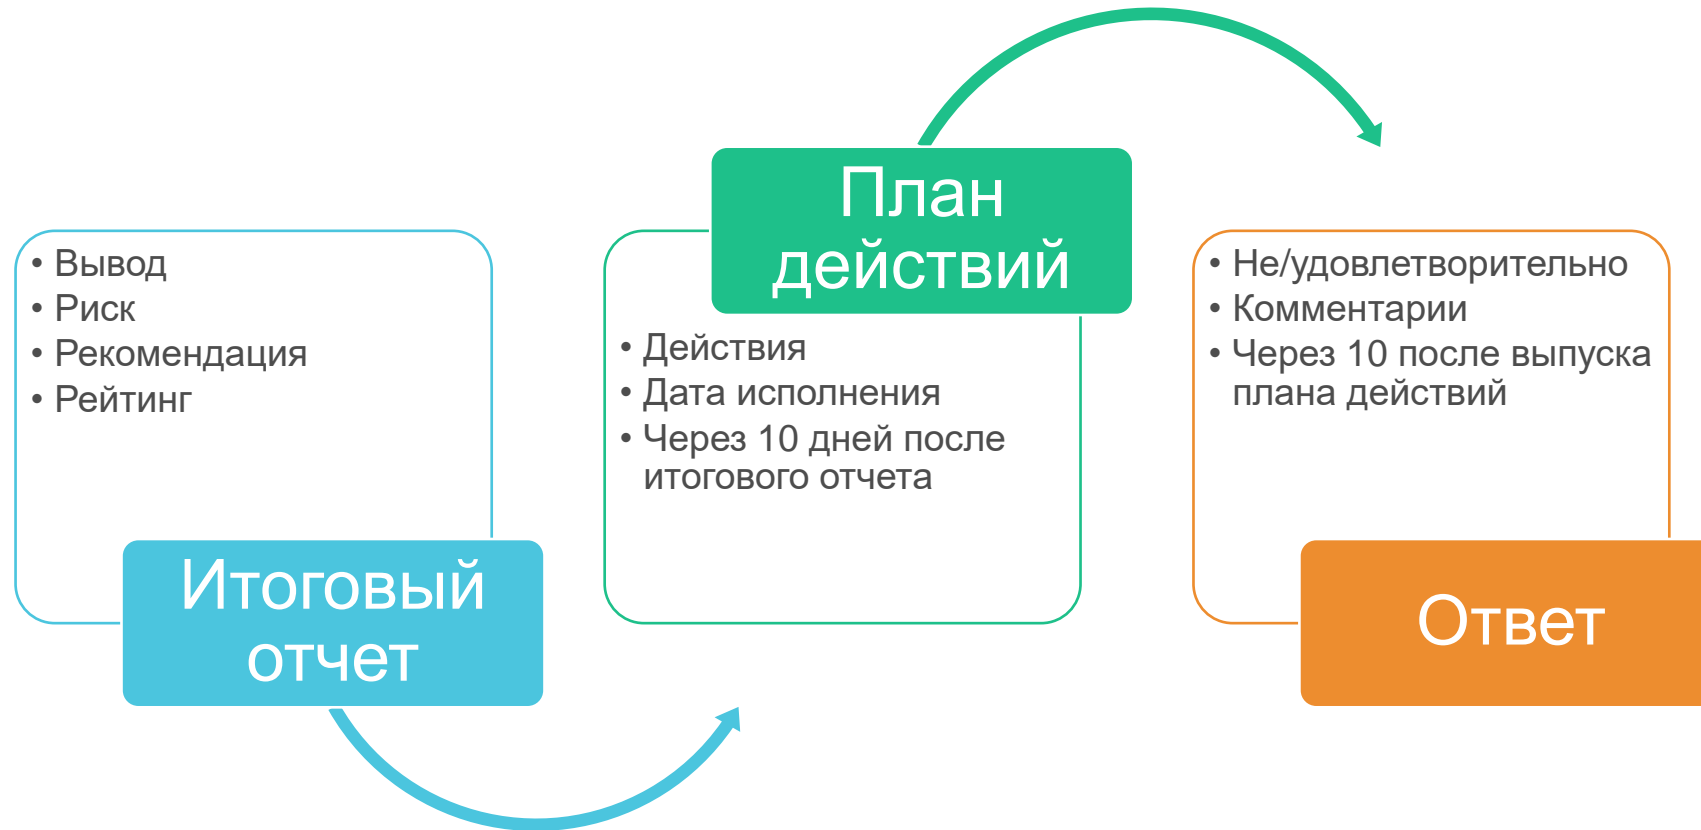 • Вывод
• Риск
• Рекомендация
• Рейтинг
Итоговый
отчет
План
действий
• Действия
• Дата исполнения
• Через 10 дней после
итогового отчета
• Не/удовлетворительно
• Комментарии
• Через 10 после выпуска
плана действий
Ответ